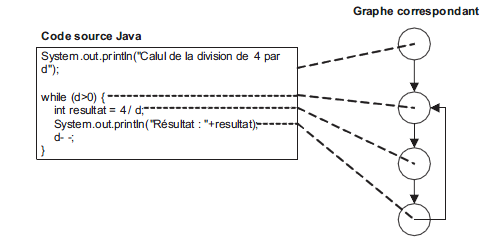 Graphe correspondant
Code source Java
System.out.println("Calul de la division de 4 par
d");
while (d>0) {
int resultat = 4 / d;
System.out.println("Résultat : "+resultat);
d- -;
}